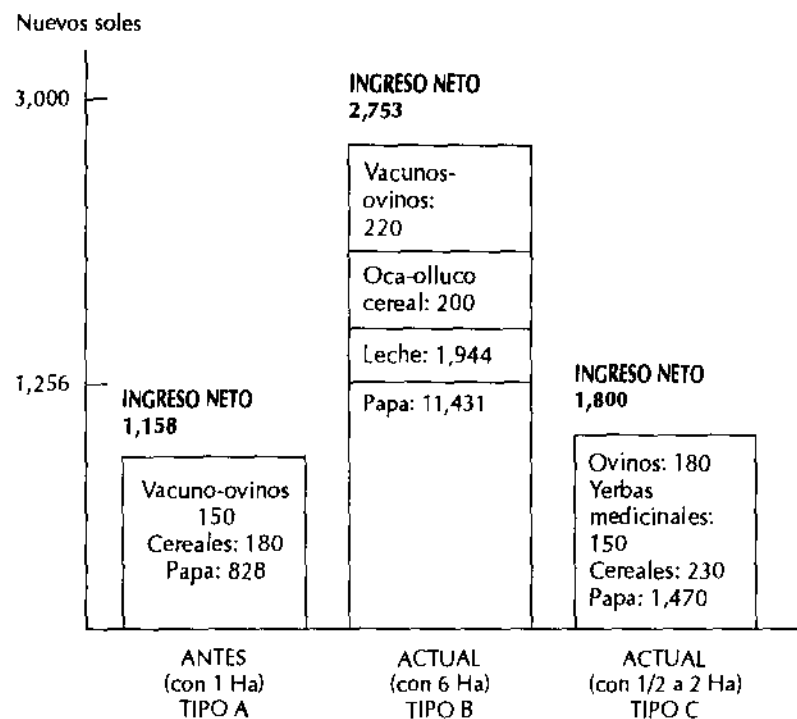 Nuevos soles
3,000
1,256
INGRESO NETO
1,158
Vacuno-ovinos
150
Cereales: 180
Papa: 828
ANTES
(con 1 Ha)
TIPO A
INGRESO NETO
2,753
Vacunos-
ovinos:
220
Oca-olluco
cereal: 200
Leche: 1,944
Papa: 11,431
ACTUAL
(con 6 Ha)
TIPO B
INGRESO NETO
1,800
Ovinos: 180
Yerbas
medicinales:
150
Cereales: 230
Papa: 1,470
ACTUAL
(con 1/2 a 2 Ha)
TIPO C